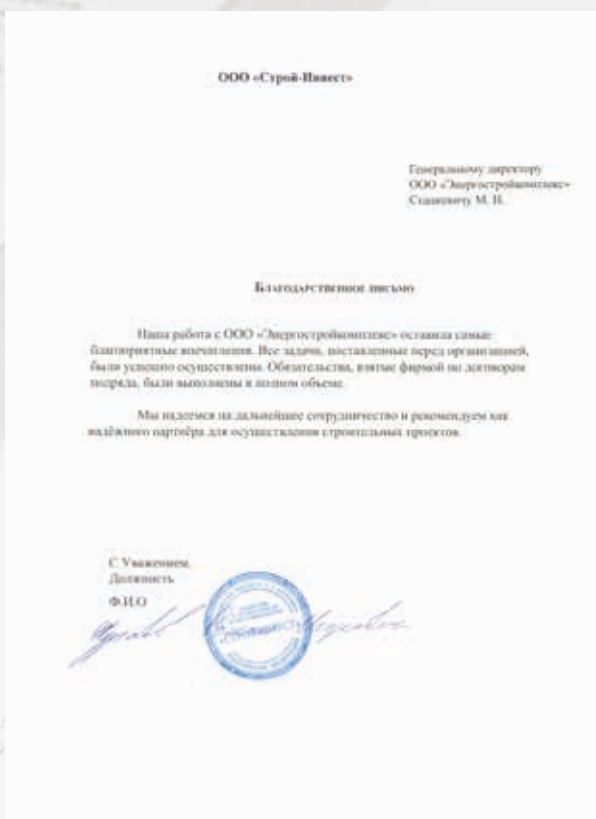 ООО «Строй-Инвест»
Генеральному директору
ООО «Энергостройкомплекс»
М. И.
Благодарственное письмо
Наша работа с ООО «Энергостройкомплекс» оставила самые
благоприятные впечатления. Все задачи, поставленные перед организацией,
были успешно осуществлены. Обязательства, взятые фирмой по договорам
подряда, были выполнены в полном объеме.
Мы надеемся на дальнейшее сотрудничество и рекомендуем как
надёжного партнёра для осуществления строительных проектов.
С Уважением,
Должность
Ф.И.О